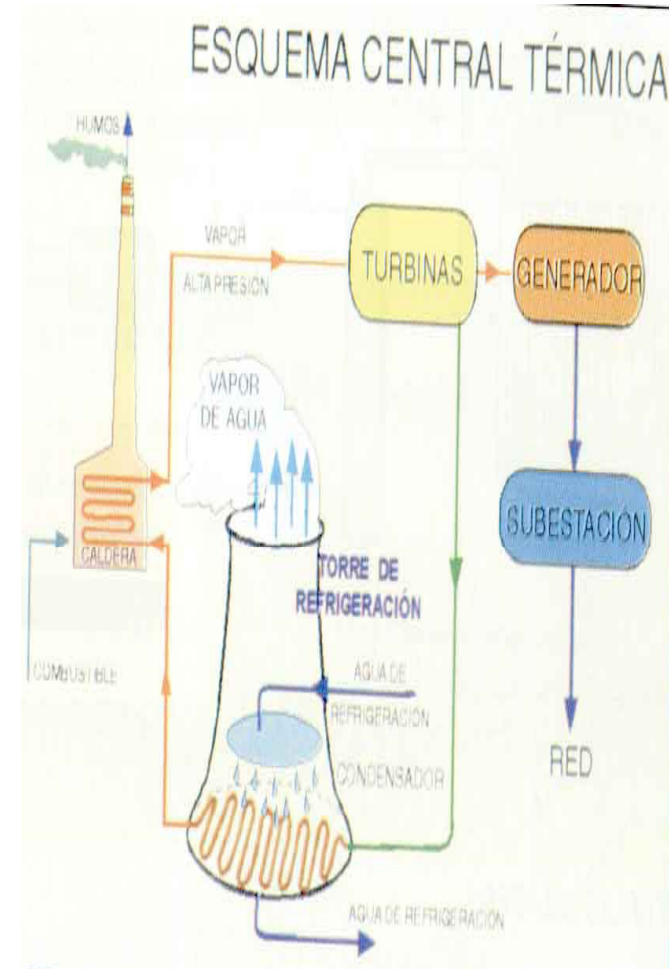 ESQUEMA CENTRAL TÉRMICA
HUMOS
VAPOR
ALTA PRESION
TURBINAS
GENERADOR
VAPOR
DE AGUA
SUBESTACIÓN
CALDERA
TORRE DE
REFRIGERACIÓN
COMBUSTIBLE
AGUA DE
REFRIGERACIÓN
CONDENSADOR
RED
AGUA DE REFRIGERACIÓN